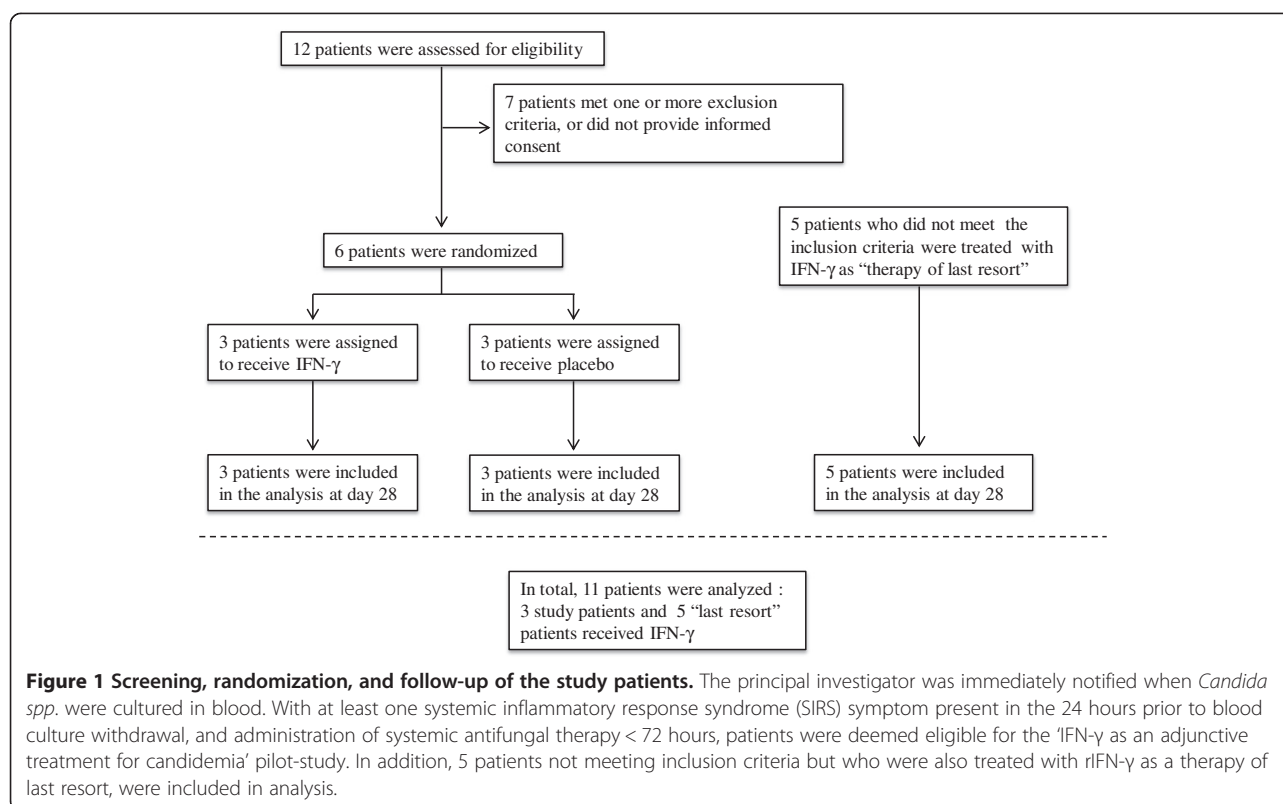 12 patients were assessed for eligibility
7 patients met one or more exclusion
criteria, or did not provide informed
consent
5 patients who did not meet the
inclusion criteria were treated with
IFN-γ as “therapy of last resort”
6 patients were randomized
3 patients were assigned
to receive IFN-γ
3 patients were assigned
to receive placebo
3 patients were included
in the analysis at day 28
3 patients were included
in the analysis at day 28
5 patients were included
in the analysis at day 28
In total, 11 patients were analyzed :
3 study patients and 5 “last resort”
patients received IFN-γ
Figure 1 Screening, randomization, and follow-up of the study patients. The principal investigator was immediately notified when Candida
spp. were cultured in blood. With at least one systemic inflammatory response syndrome (SIRS) symptom present in the 24 hours prior to blood
culture withdrawal, and administration of systemic antifungal therapy < 72 hours, patients were deemed eligible for the ‘IFN-γ as an adjunctive
treatment for candidemia’ pilot-study. In addition, 5 patients not meeting inclusion criteria but who were also treated with rIFN-γ as a therapy of
last resort, were included in analysis.